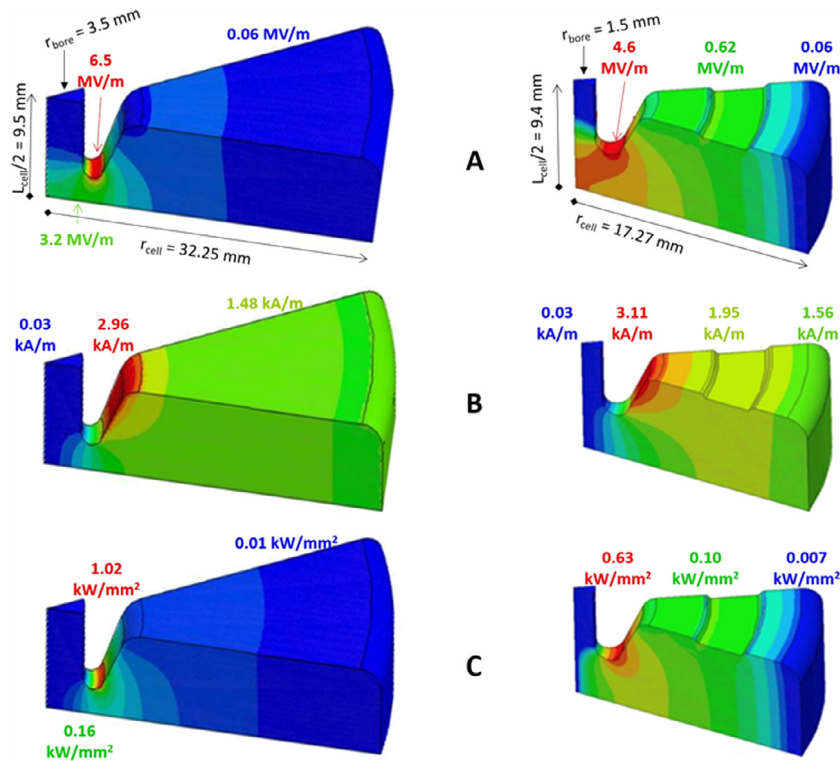 r_bore = 3.5 mm
6.5
MV/m
0.06 MV/m
L_cell/2 = 9.5 mm
3.2 MV/m
r_cell = 32.25 mm
A
r_bore = 1.5 mm
4.6
MV/m
0.62
MV/m
0.06
MV/m
L_cell/2 = 9.4 mm
r_cell = 17.27 mm
0.03
kA/m
2.96
kA/m
1.48 kA/m
B
0.03
kA/m
3.11
kA/m
1.95
kA/m
1.56
kA/m
1.02
kW/mm²
0.01 kW/mm²
0.16
kW/mm²
C
0.63
kW/mm²
0.10
kW/mm²
0.007
kW/mm²